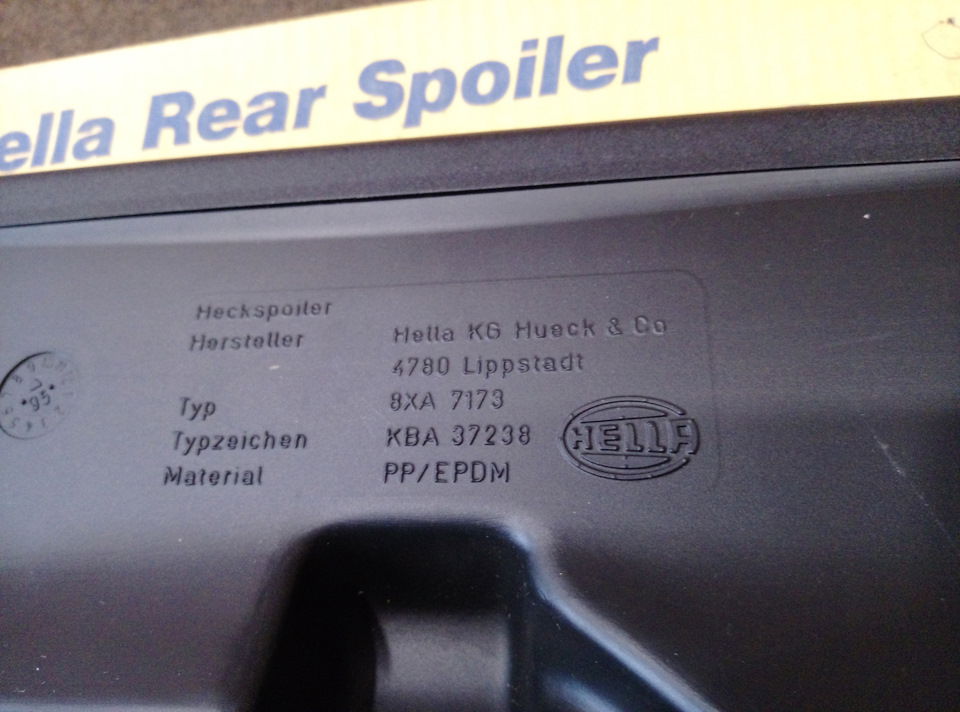 ella Rear Spoiler
Heckspoiler
Hersteller Hella KG Hueck & Co
4780 Lippstadt
Typ 8XA 7173
Typzeichen KBA 37238
Material PP/EPDM
HELLA
95